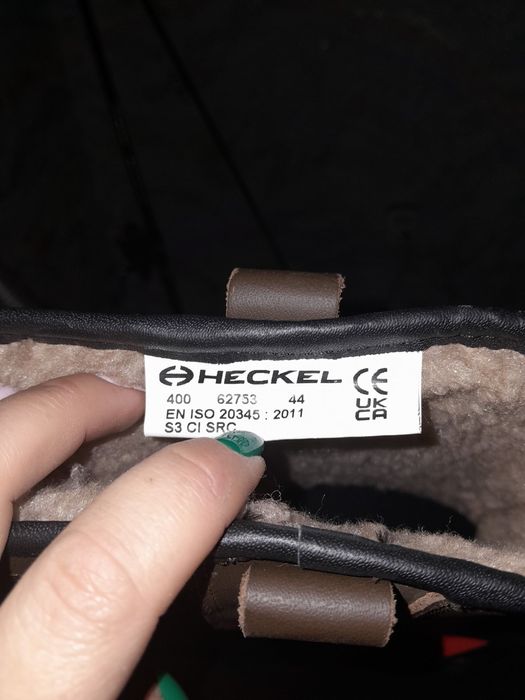 HECKEL CE
400 62753 44 UK
EN ISO 20345 : 2011 CA
S3 CI SRC